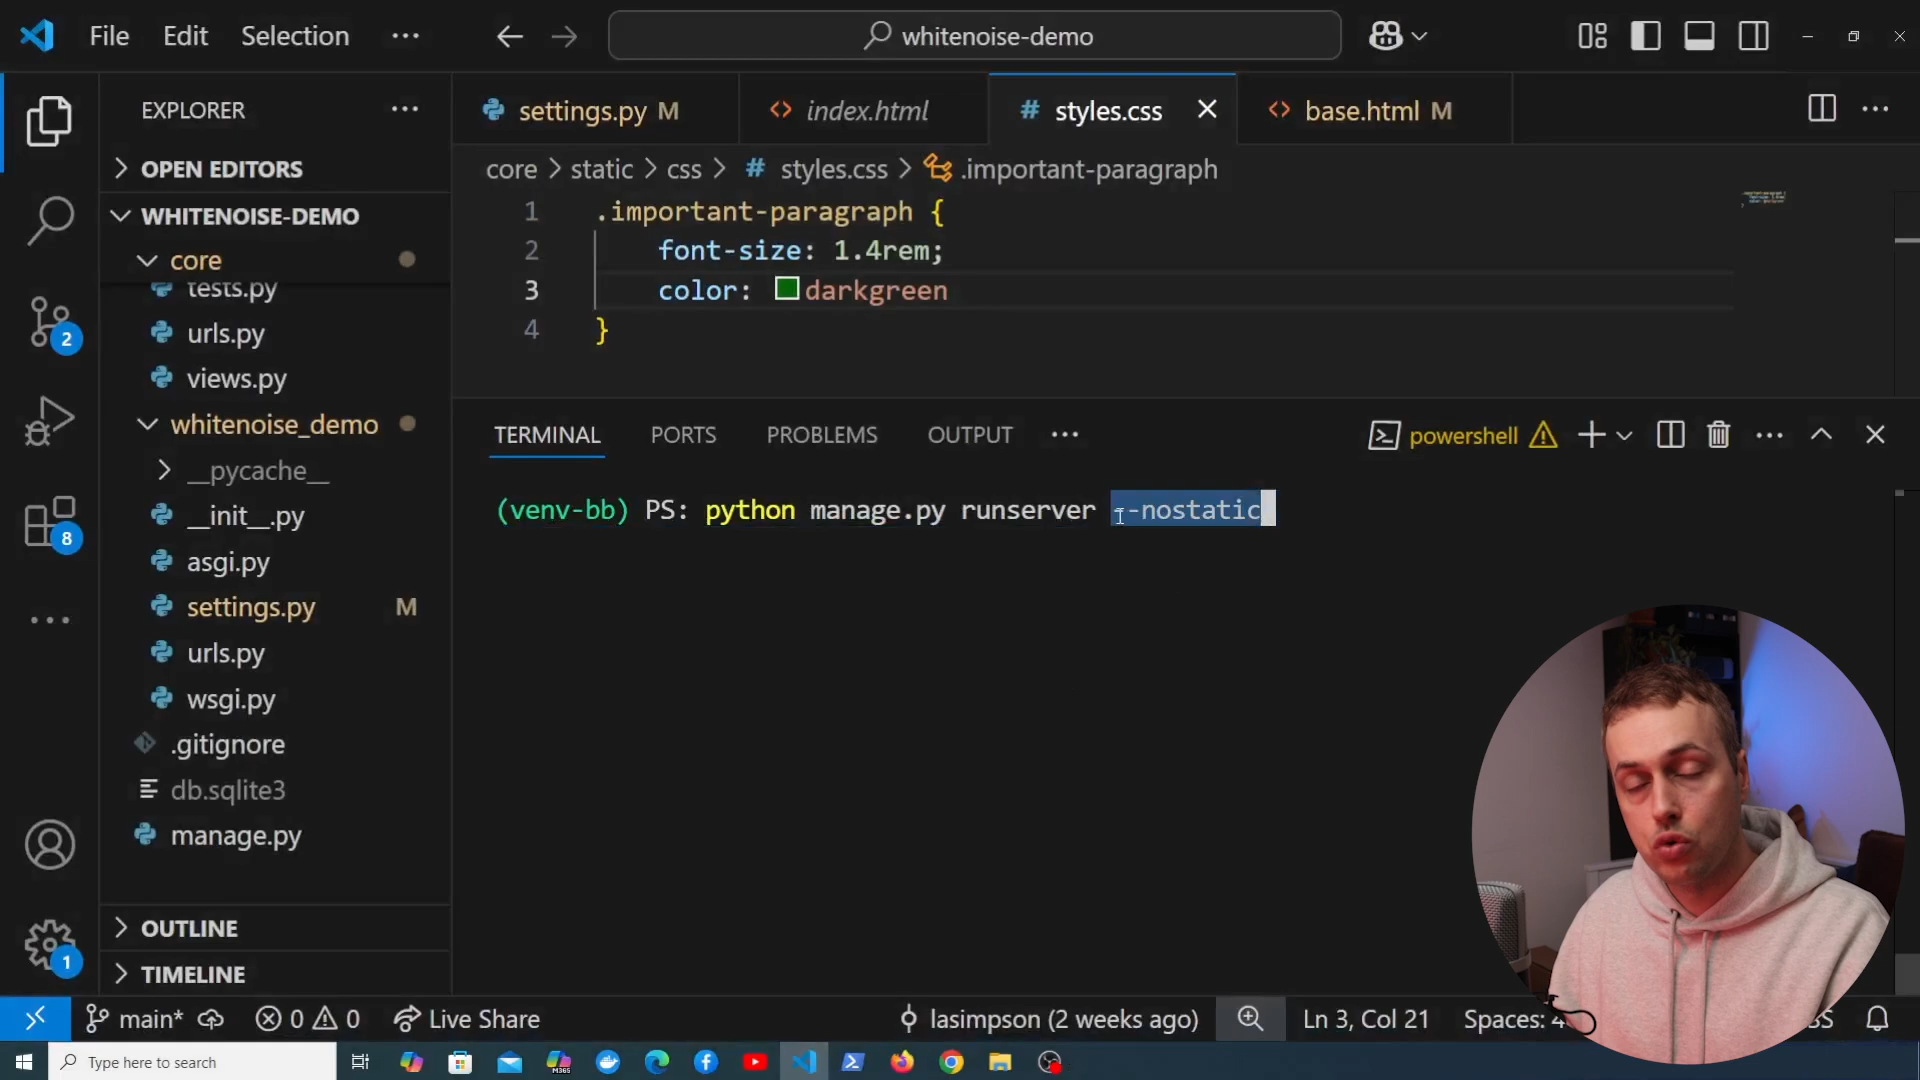 File Edit Selection ··· whitenoise-demo
EXPLORER ···
OPEN EDITORS
WHITENOISE-DEMO
core
tests.py
urls.py
views.py
whitenoise_demo
__pycache__
__init__.py
asgi.py
settings.py M
urls.py
wsgi.py
.gitignore
db.sqlite3
manage.py
OUTLINE
TIMELINE
2
8
1
settings.py M index.html # styles.css base.html M
core > static > css > # styles.css > .important-paragraph
1 .important-paragraph {
2 font-size: 1.4rem;
3 color: darkgreen
4 }
TERMINAL PORTS PROBLEMS OUTPUT ··· powershell
(venv-bb) PS: python manage.py runserver --nostatic
main* 0 0 Live Share lasimpson (2 weeks ago) Ln 3, Col 21 Spaces: 4
Type here to search